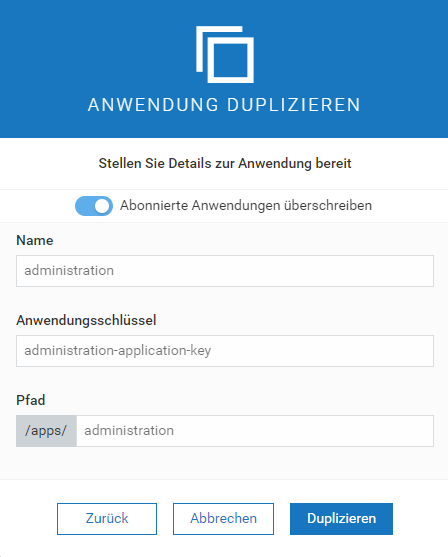 ANWENDUNG DUPLIZIEREN
Stellen Sie Details zur Anwendung bereit
Abonnierte Anwendungen überschreiben
Name
administration
Anwendungsschlüssel
administration-application-key
Pfad
/apps/ administration
Zurück Abbrechen Duplizieren